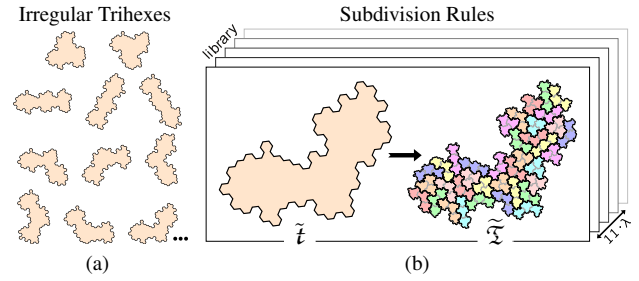 Irregular Trihexes
Subdivision Rules
library
t̃
𝔗̃
11·λ
(a)
(b)